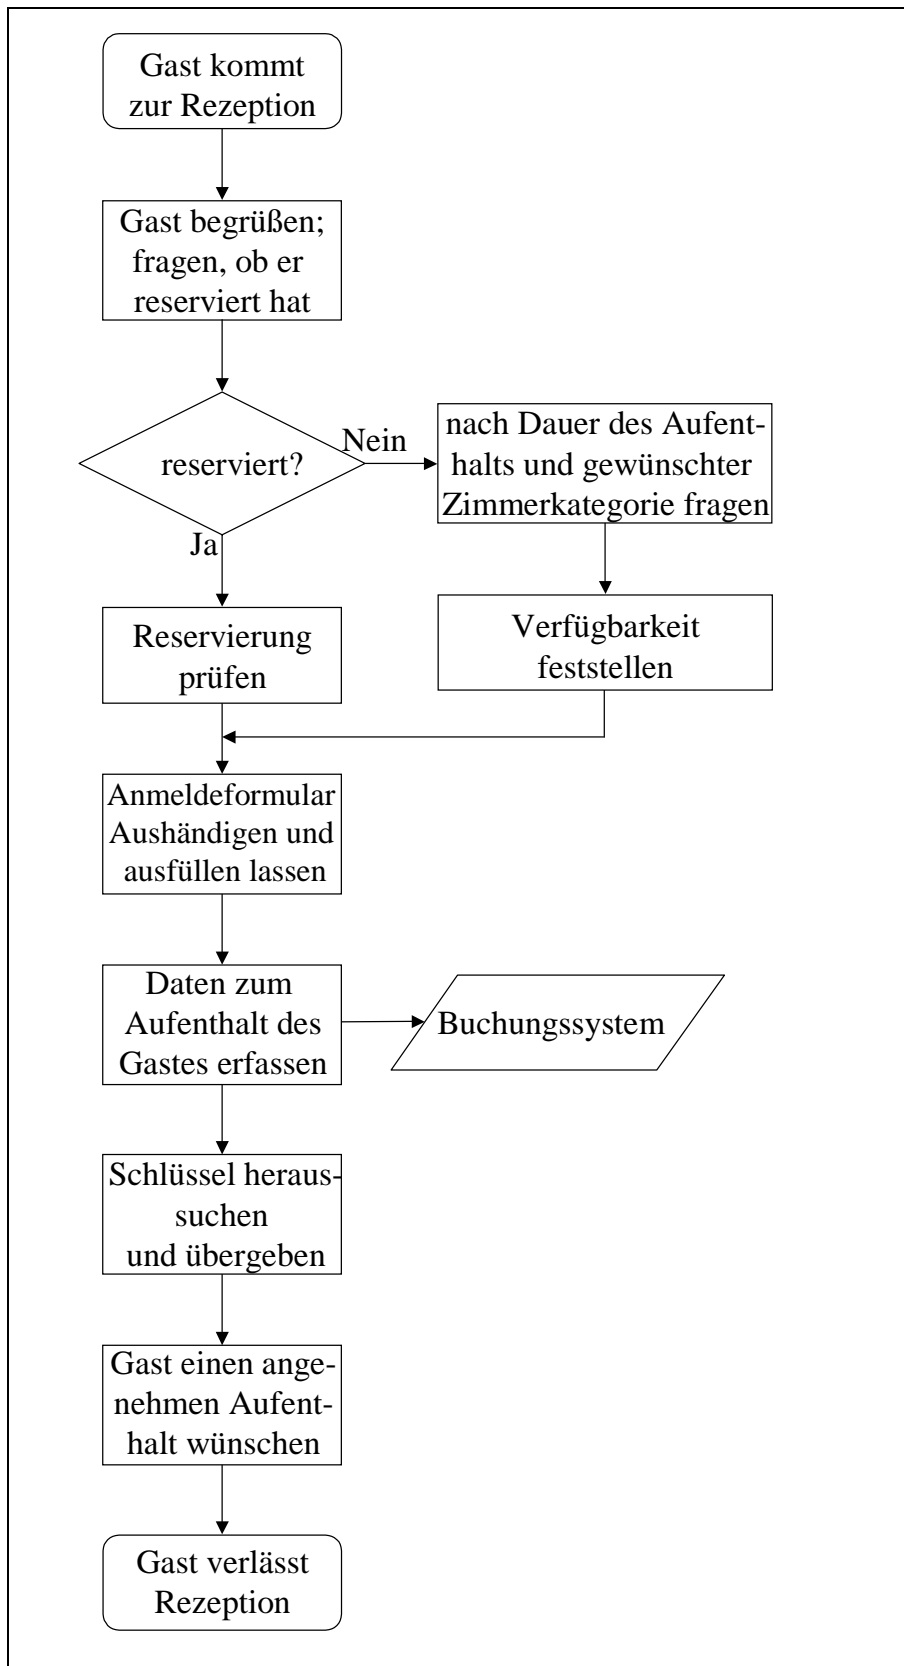 Gast kommt
zur Rezeption
Gast begrüßen;
fragen, ob er
reserviert hat
reserviert?
Nein
nach Dauer des Aufent-
halts und gewünschter
Zimmerkategorie fragen
Ja
Reservierung
prüfen
Verfügbarkeit
feststellen
Anmeldeformular
Aushändigen und
ausfüllen lassen
Daten zum
Aufenthalt des
Gastes erfassen
Buchungssystem
Schlüssel heraus-
suchen
und übergeben
Gast einen ange-
nehmen Aufent-
halt wünschen
Gast verlässt
Rezeption